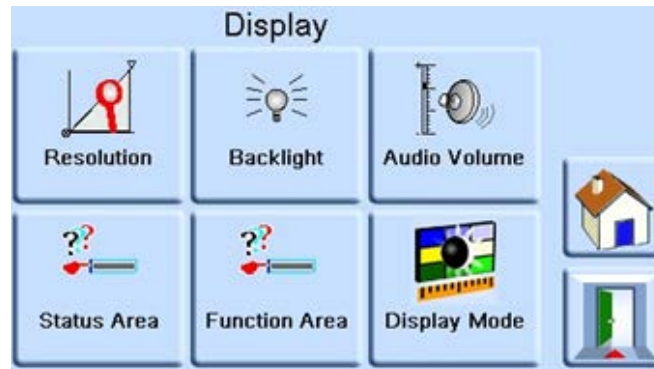 Display
Resolution
Backlight
Audio Volume
??
??
Status Area
Function Area
Display Mode